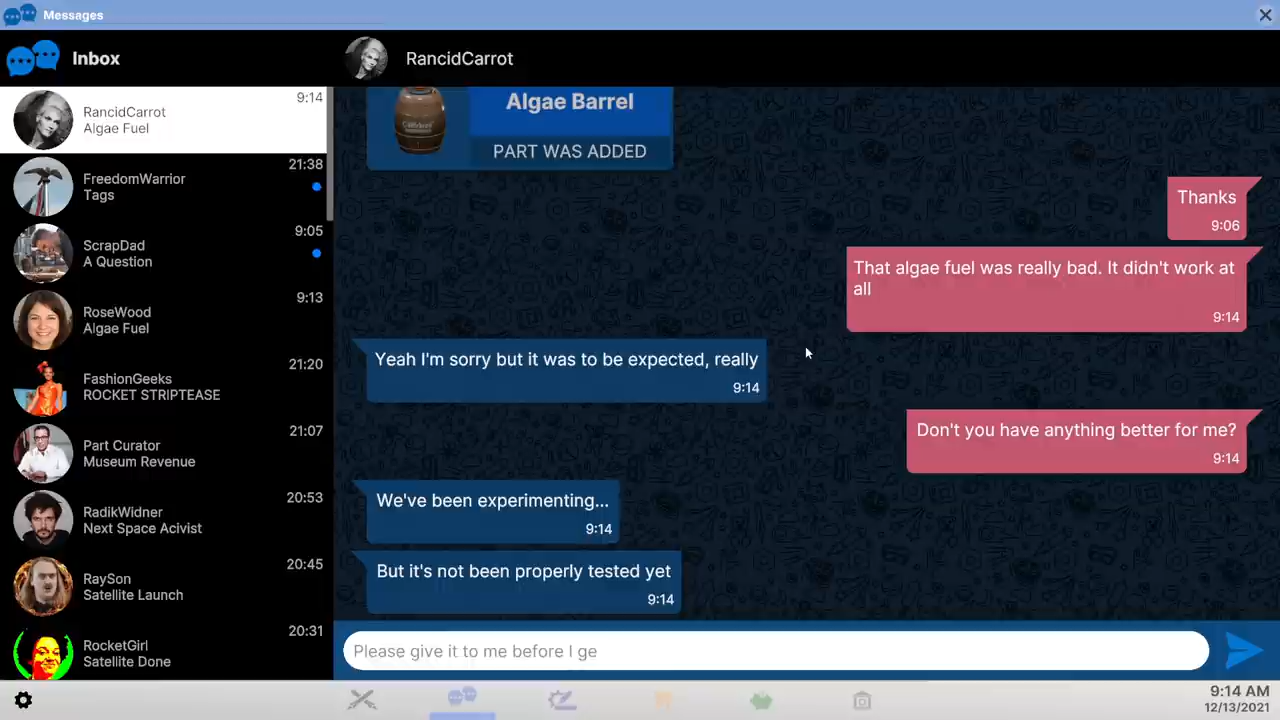 Messages
Inbox
RancidCarrot
9:14
RancidCarrot
Algae Fuel
21:38
FreedomWarrior
Tags
9:05
ScrapDad
A Question
9:13
RoseWood
Algae Fuel
21:20
FashionGeeks
ROCKET STRIPTEASE
21:07
Part Curator
Museum Revenue
20:53
RadikWidner
Next Space Acivist
20:45
RaySon
Satellite Launch
20:31
RocketGirl
Satellite Done
Algae Barrel
PART WAS ADDED
Thanks
9:06
That algae fuel was really bad. It didn't work at
all
9:14
Yeah I'm sorry but it was to be expected, really
9:14
Don't you have anything better for me?
9:14
We've been experimenting...
9:14
But it's not been properly tested yet
9:14
Please give it to me before I ge
9:14 AM
12/13/2021